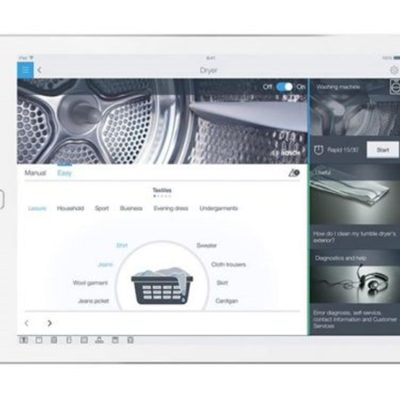 iPad
9:41
Dryer
Off On
BOSCH
Manual Easy
Textiles
Leisure Household Sport Business Evening dress Undergarments
Shirt
Sweater
Jeans
Cloth trousers
Wool garment
Skirt
Jeans jacket
Cardigan
Washing machine
Rapid 15/30
Start
Useful
How do I clean my tumble dryer's
exterior?
Diagnostics and help
Error diagnosis, self-service,
contact information and Customer
Services